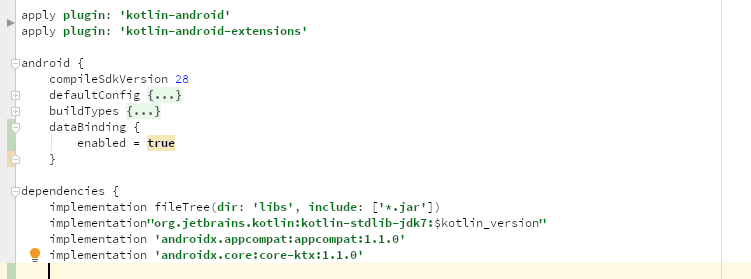 apply plugin: 'kotlin-android'
apply plugin: 'kotlin-android-extensions'
android {
compileSdkVersion 28
defaultConfig {...}
buildTypes {...}
dataBinding {
enabled = true
}
dependencies {
implementation fileTree(dir: 'libs', include: ['*.jar'])
implementation"org.jetbrains.kotlin:kotlin-stdlib-jdk7:$kotlin_version"
implementation 'androidx.appcompat:appcompat:1.1.0'
implementation 'androidx.core:core-ktx:1.1.0'